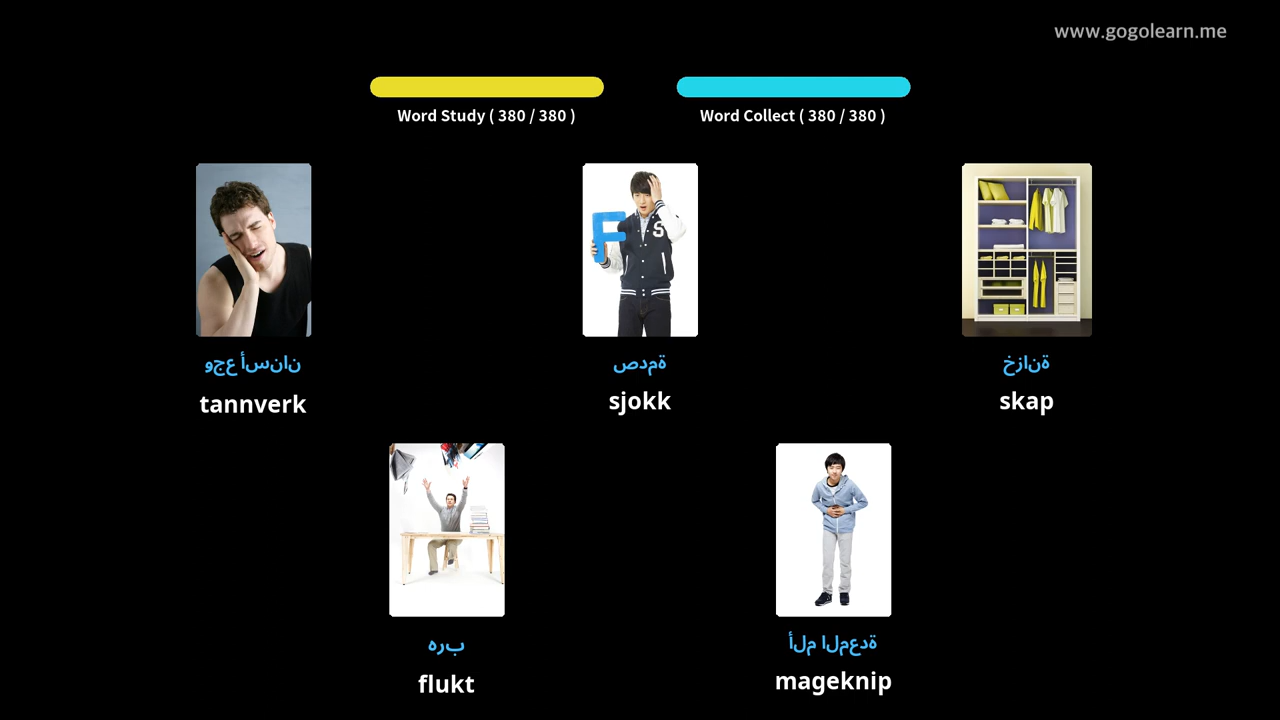 www.gogolearn.me
Word Study ( 380 / 380 )
Word Collect ( 380 / 380 )
وجع أسنان
tannverk
صدمة
sjokk
خزانة
skap
هرب
flukt
ألم المعدة
mageknip
F
S